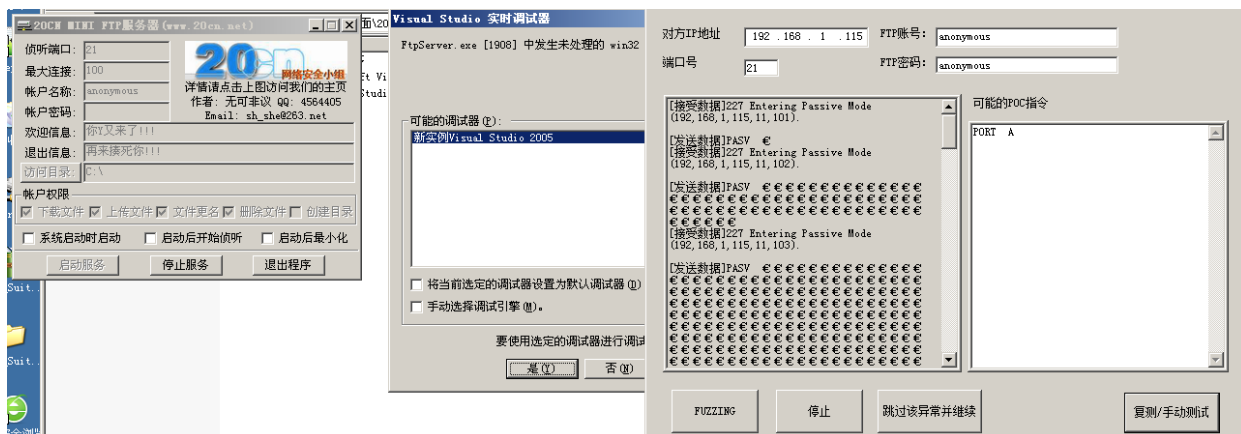 20CN MINI FTP服务器(www.20cn.net)
侦听端口: 21
最大连接: 100
帐户名称: anonymous
帐户密码:
欢迎信息: 你Y又来了!!!
退出信息: 再来揍死你!!!
访问目录: C:\
20cn
网络安全小组
详情请点击上图访问我们的主页
作者: 无可非议 QQ: 4564405
Email: sh_she@263.net
帐户权限
下载文件 上传文件 文件更名 删除文件 创建目录
系统启动时启动 启动后开始侦听 启动后最小化
启动服务 停止服务 退出程序
Suit..
Suit..
面\20
ft Vi
Studi
Visual Studio 实时调试器
FtpServer.exe [1908] 中发生未处理的 win32
可能的调试器(P):
新实例Visual Studio 2005
将当前选定的调试器设置为默认调试器(D)
手动选择调试引擎(M)。
要使用选定的调试器进行调试
是(Y) 否(N)
对方IP地址 192 .168 . 1 .115 FTP账号: anonymous
端口号 21 FTP密码: anonymous
[接受数据]227 Entering Passive Mode
(192,168,1,115,11,101).
[发送数据]PASV €
[接受数据]227 Entering Passive Mode
(192,168,1,115,11,102).
[发送数据]PASV €€€€€€€€€€€€€€
€€€€€€€€€€€€€€€€€€€€€€
€€€€€€€€€€€€€€€€€€€€€€
€€€€€€
[接受数据]227 Entering Passive Mode
(192,168,1,115,11,103).
[发送数据]PASV €€€€€€€€€€€€€€
€€€€€€€€€€€€€€€€€€€€€€
€€€€€€€€€€€€€€€€€€€€€€
€€€€€€€€€€€€€€€€€€€€€€
€€€€€€€€€€€€€€€€€€€€€€
€€€€€€€€€€€€€€€€€€€€€€
€€€€€€€€€€€€€€€€€€€€€€
€€€€€€€€€€€€€€€€€€€€€€
€€€€€€€€€€€€€€€€€€€€€€
可能的POC指令
PORT A
FUZZING 停止 跳过该异常并继续 复测/手动测试